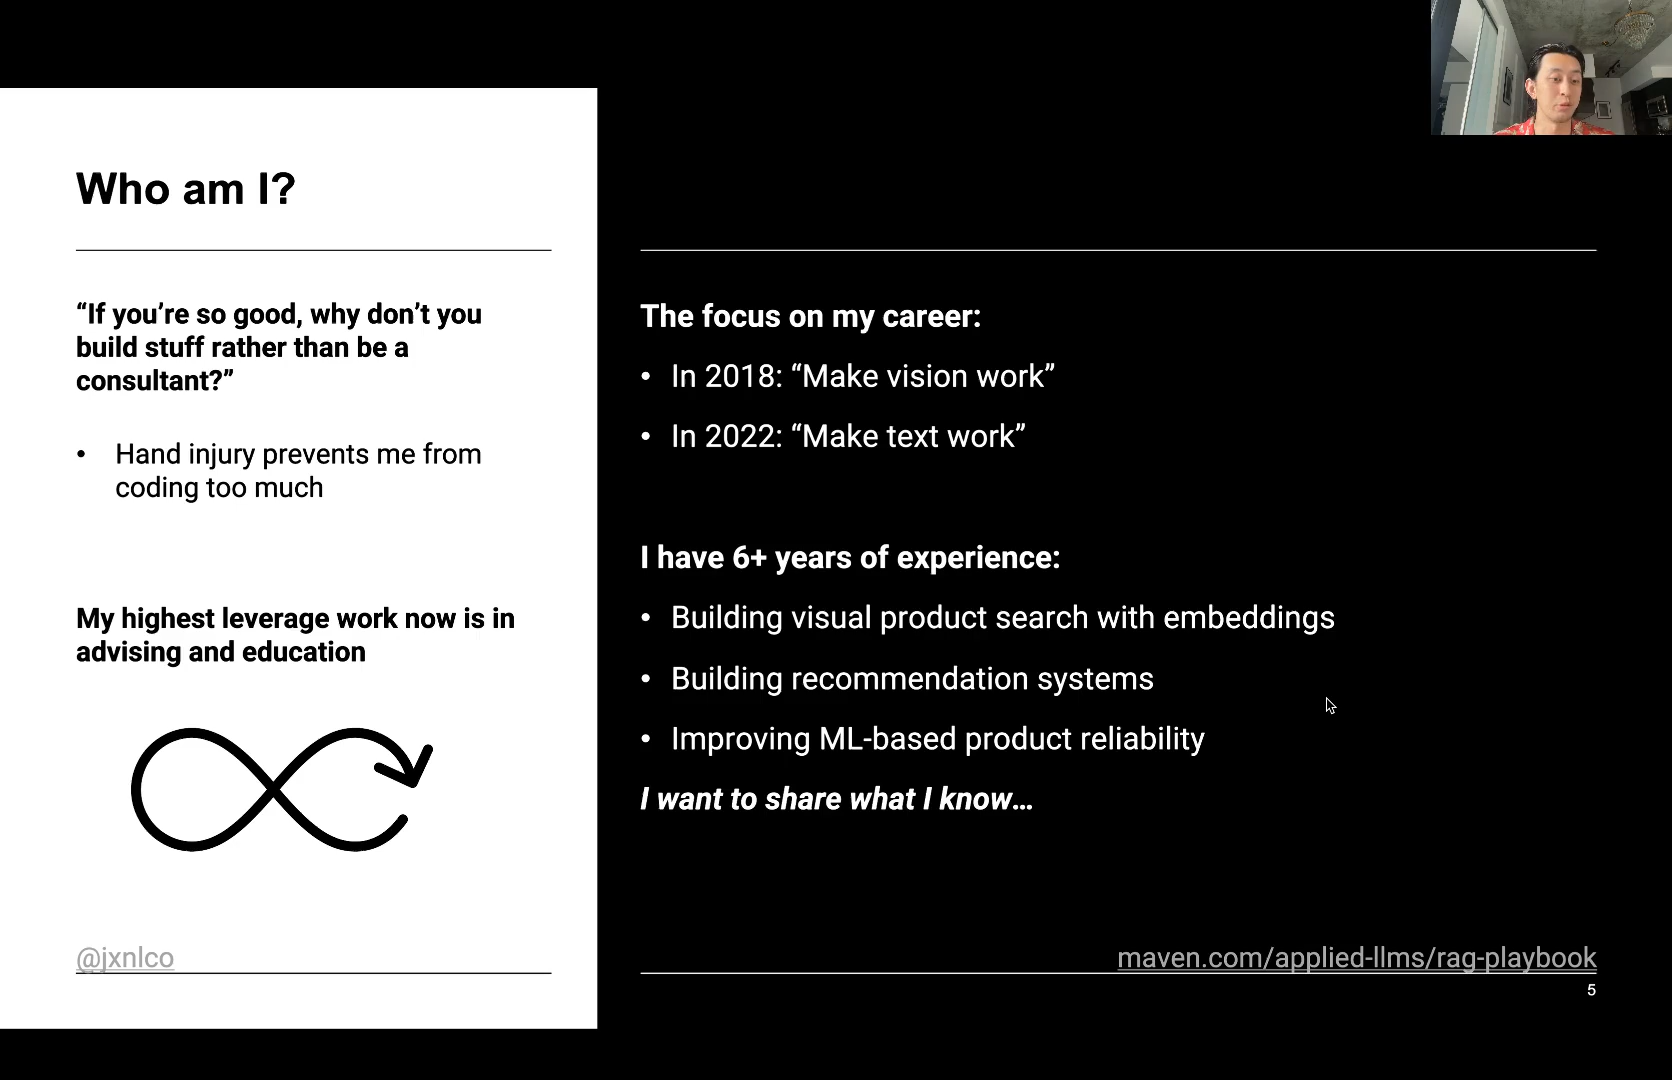 Who am I?
“If you’re so good, why don’t you
build stuff rather than be a
consultant?”
• Hand injury prevents me from
coding too much
My highest leverage work now is in
advising and education
@jxnlco
The focus on my career:
• In 2018: “Make vision work”
• In 2022: “Make text work”
I have 6+ years of experience:
• Building visual product search with embeddings
• Building recommendation systems
• Improving ML-based product reliability
I want to share what I know…
maven.com/applied-llms/rag-playbook
5